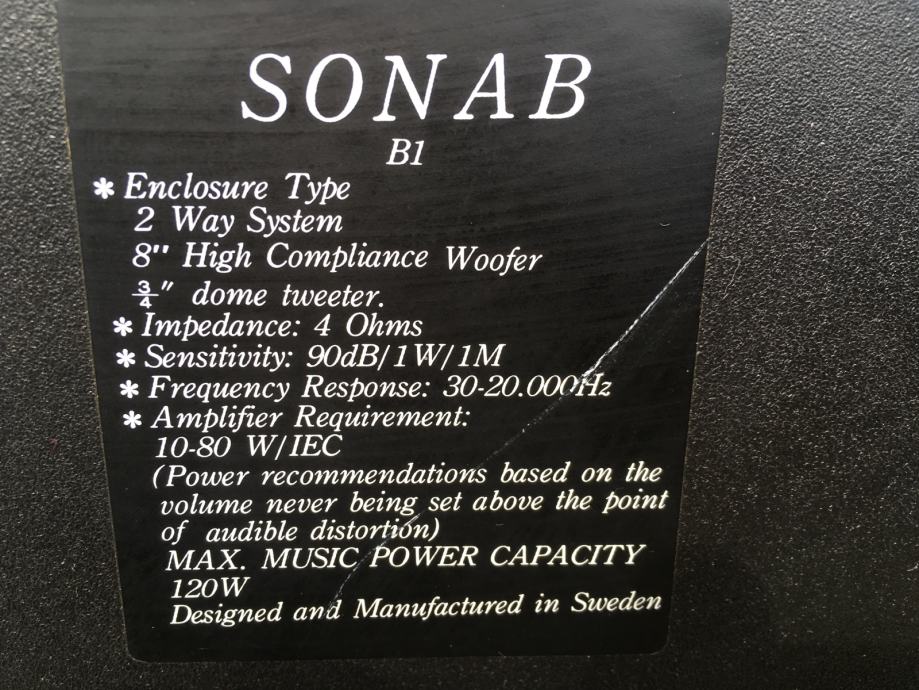 SONAB
B1
* Enclosure Type
2 Way System
8" High Compliance Woofer
¾" dome tweeter.
* Impedance: 4 Ohms
* Sensitivity: 90dB/1W/1M
* Frequency Response: 30-20.000Hz
* Amplifier Requirement:
10-80 W/IEC
(Power recommendations based on the
volume never being set above the point
of audible distortion)
MAX. MUSIC POWER CAPACITY
120W
Designed and Manufactured in Sweden